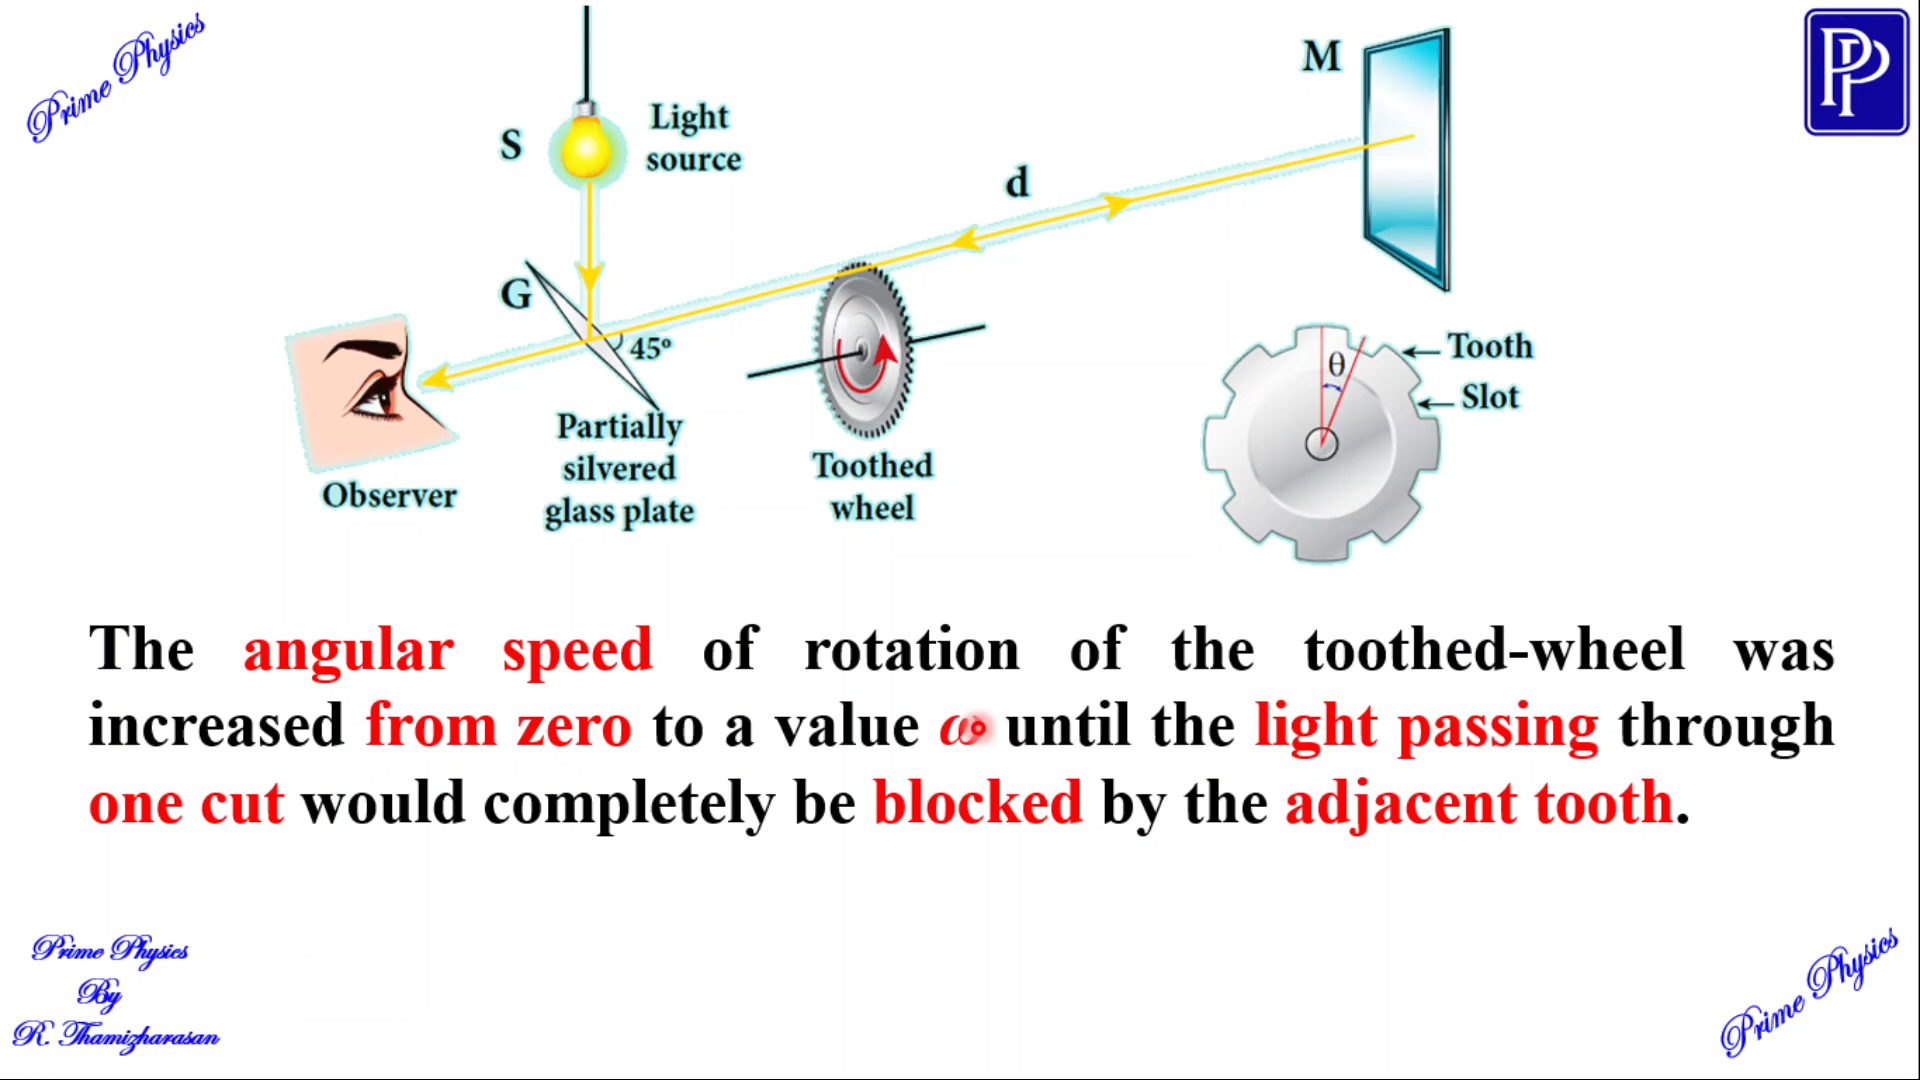 Prime Physics
PP
M
S
Light
source
d
G
45º
Tooth
Slot
θ
Partially
silvered
glass plate
Toothed
wheel
Observer
The angular speed of rotation of the toothed-wheel was
increased from zero to a value ω until the light passing through
one cut would completely be blocked by the adjacent tooth.
Prime Physics
By
R. Thamizharasan
Prime Physics